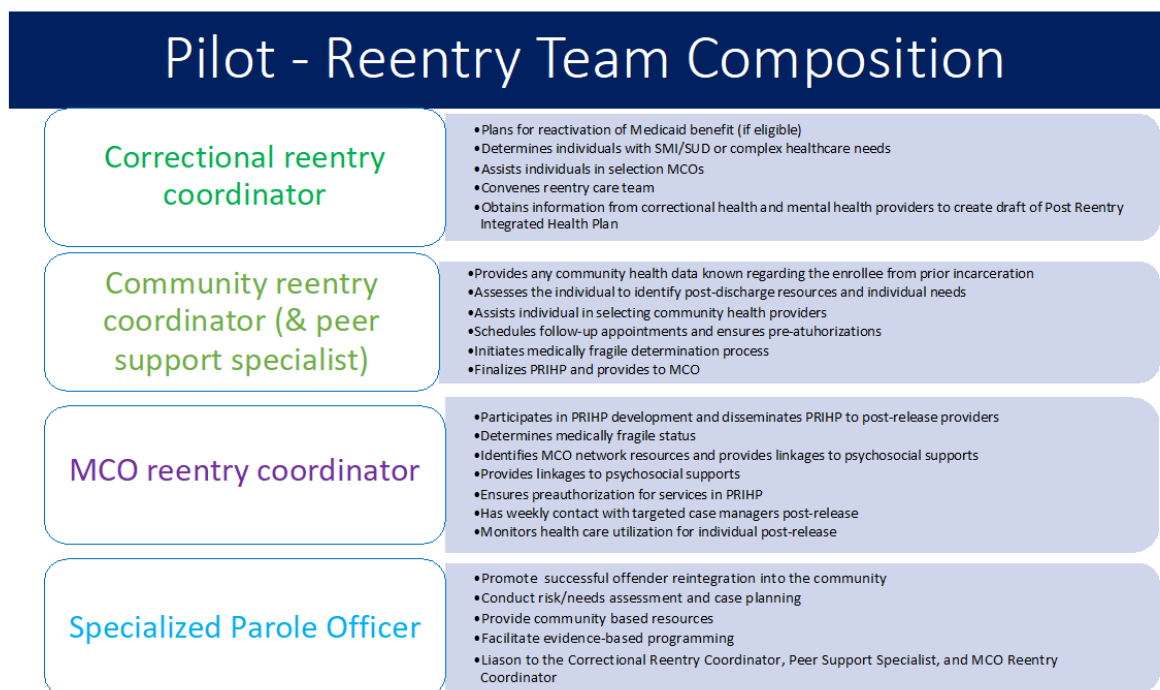 Pilot - Reentry Team Composition
Correctional reentry
coordinator
•Plans for reactivation of Medicaid benefit (if eligible)
•Determines individuals with SMI/SUD or complex healthcare needs
•Assists individuals in selection MCOs
•Convenes reentry care team
•Obtains information from correctional health and mental health providers to create draft of Post Reentry
Integrated Health Plan
Community reentry
coordinator (& peer
support specialist)
•Provides any community health data known regarding the enrollee from prior incarceration
•Assesses the individual to identify post-discharge resources and individual needs
•Assists individual in selecting community health providers
•Schedules follow-up appointments and ensures pre-atuhorizations
•Initiates medically fragile determination process
•Finalizes PRIHP and provides to MCO
MCO reentry coordinator
•Participates in PRIHP development and disseminates PRIHP to post-release providers
•Determines medically fragile status
•Identifies MCO network resources and provides linkages to psychosocial supports
•Provides linkages to psychosocial supports
•Ensures preauthorization for services in PRIHP
•Has weekly contact with targeted case managers post-release
•Monitors health care utilization for individual post-release
Specialized Parole Officer
•Promote successful offender reintegration into the community
•Conduct risk/needs assessment and case planning
•Provide community based resources
•Facilitate evidence-based programming
•Liason to the Correctional Reentry Coordinator, Peer Support Specialist, and MCO Reentry
Coordinator